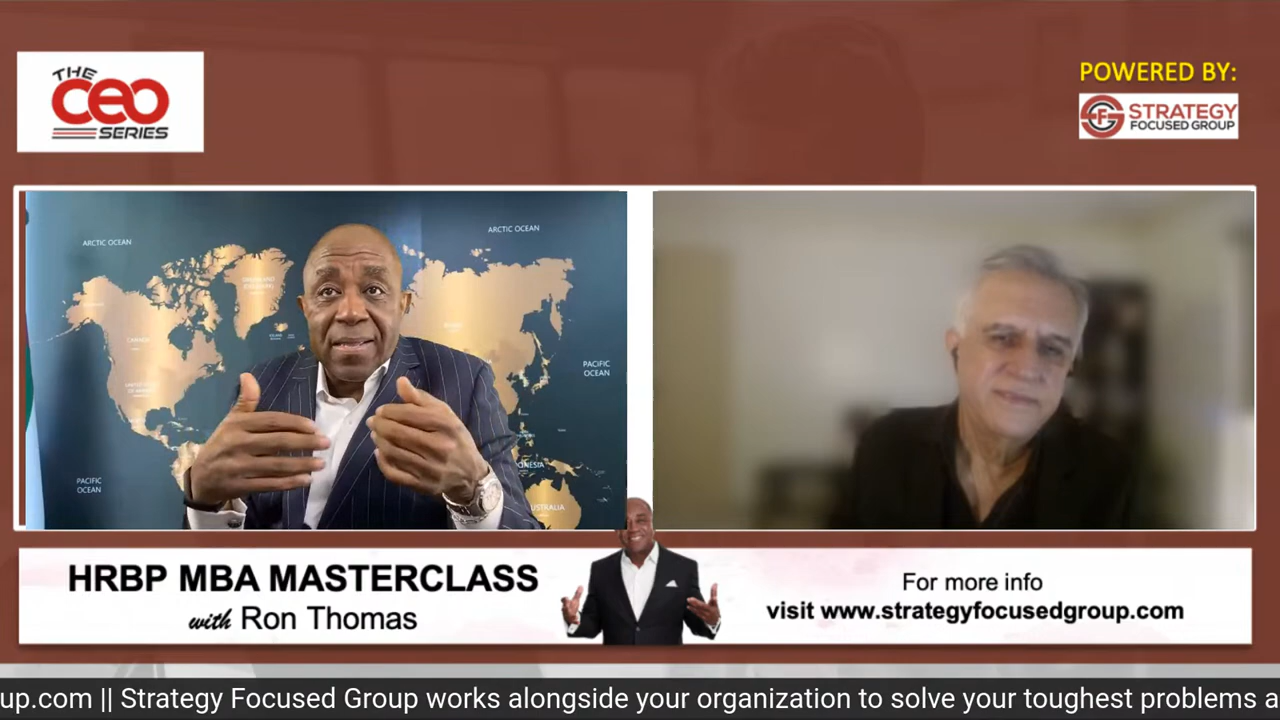 THE
CEO
SERIES
POWERED BY:
STRATEGY
FOCUSED GROUP
ARCTIC OCEAN
ARCTIC OCEAN
PACIFIC
OCEAN
PACIFIC
OCEAN
HRBP MBA MASTERCLASS
with Ron Thomas
For more info
visit www.strategyfocusedgroup.com
up.com || Strategy Focused Group works alongside your organization to solve your toughest problems a